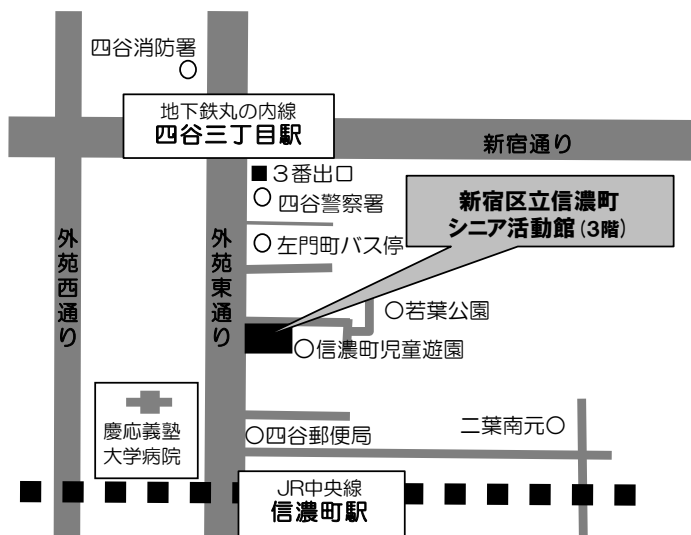 四谷消防署
地下鉄丸の内線
四谷三丁目駅
新宿通り
3番出口
四谷警察署
新宿区立信濃町
シニア活動館(3階)
左門町バス停
外苑西通り
外苑東通り
若葉公園
信濃町児童遊園
慶応義塾
大学病院
四谷郵便局
二葉南元
JR中央線
信濃町駅